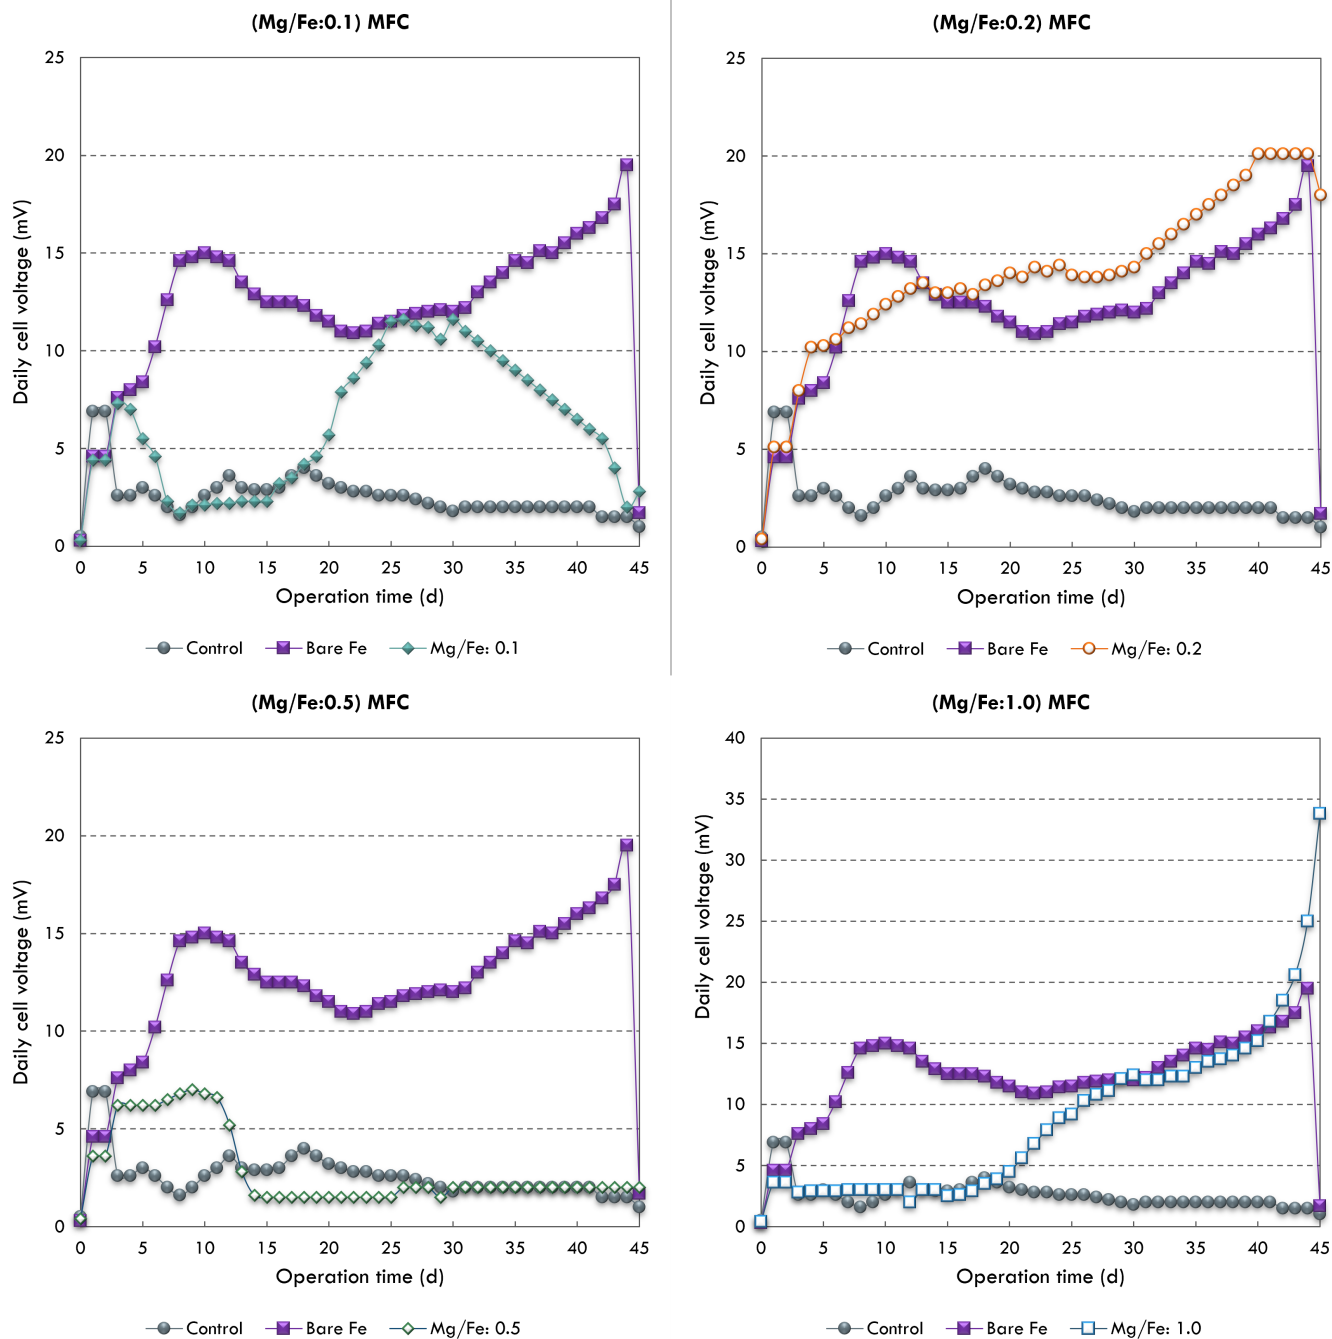 (Mg/Fe:0.1) MFC
25
20
15
10
5
0
Daily cell voltage (mV)
0 5 10 15 20 25 30 35 40 45
Operation time (d)
Control Bare Fe Mg/Fe: 0.1
(Mg/Fe:0.2) MFC
25
20
15
10
5
0
Daily cell voltage (mV)
0 5 10 15 20 25 30 35 40 45
Operation time (d)
Control Bare Fe Mg/Fe: 0.2
(Mg/Fe:0.5) MFC
25
20
15
10
5
0
Daily cell voltage (mV)
0 5 10 15 20 25 30 35 40 45
Operation time (d)
Control Bare Fe Mg/Fe: 0.5
(Mg/Fe:1.0) MFC
40
35
30
25
20
15
10
5
0
Daily cell voltage (mV)
0 5 10 15 20 25 30 35 40 45
Operation time (d)
Control Bare Fe Mg/Fe: 1.0